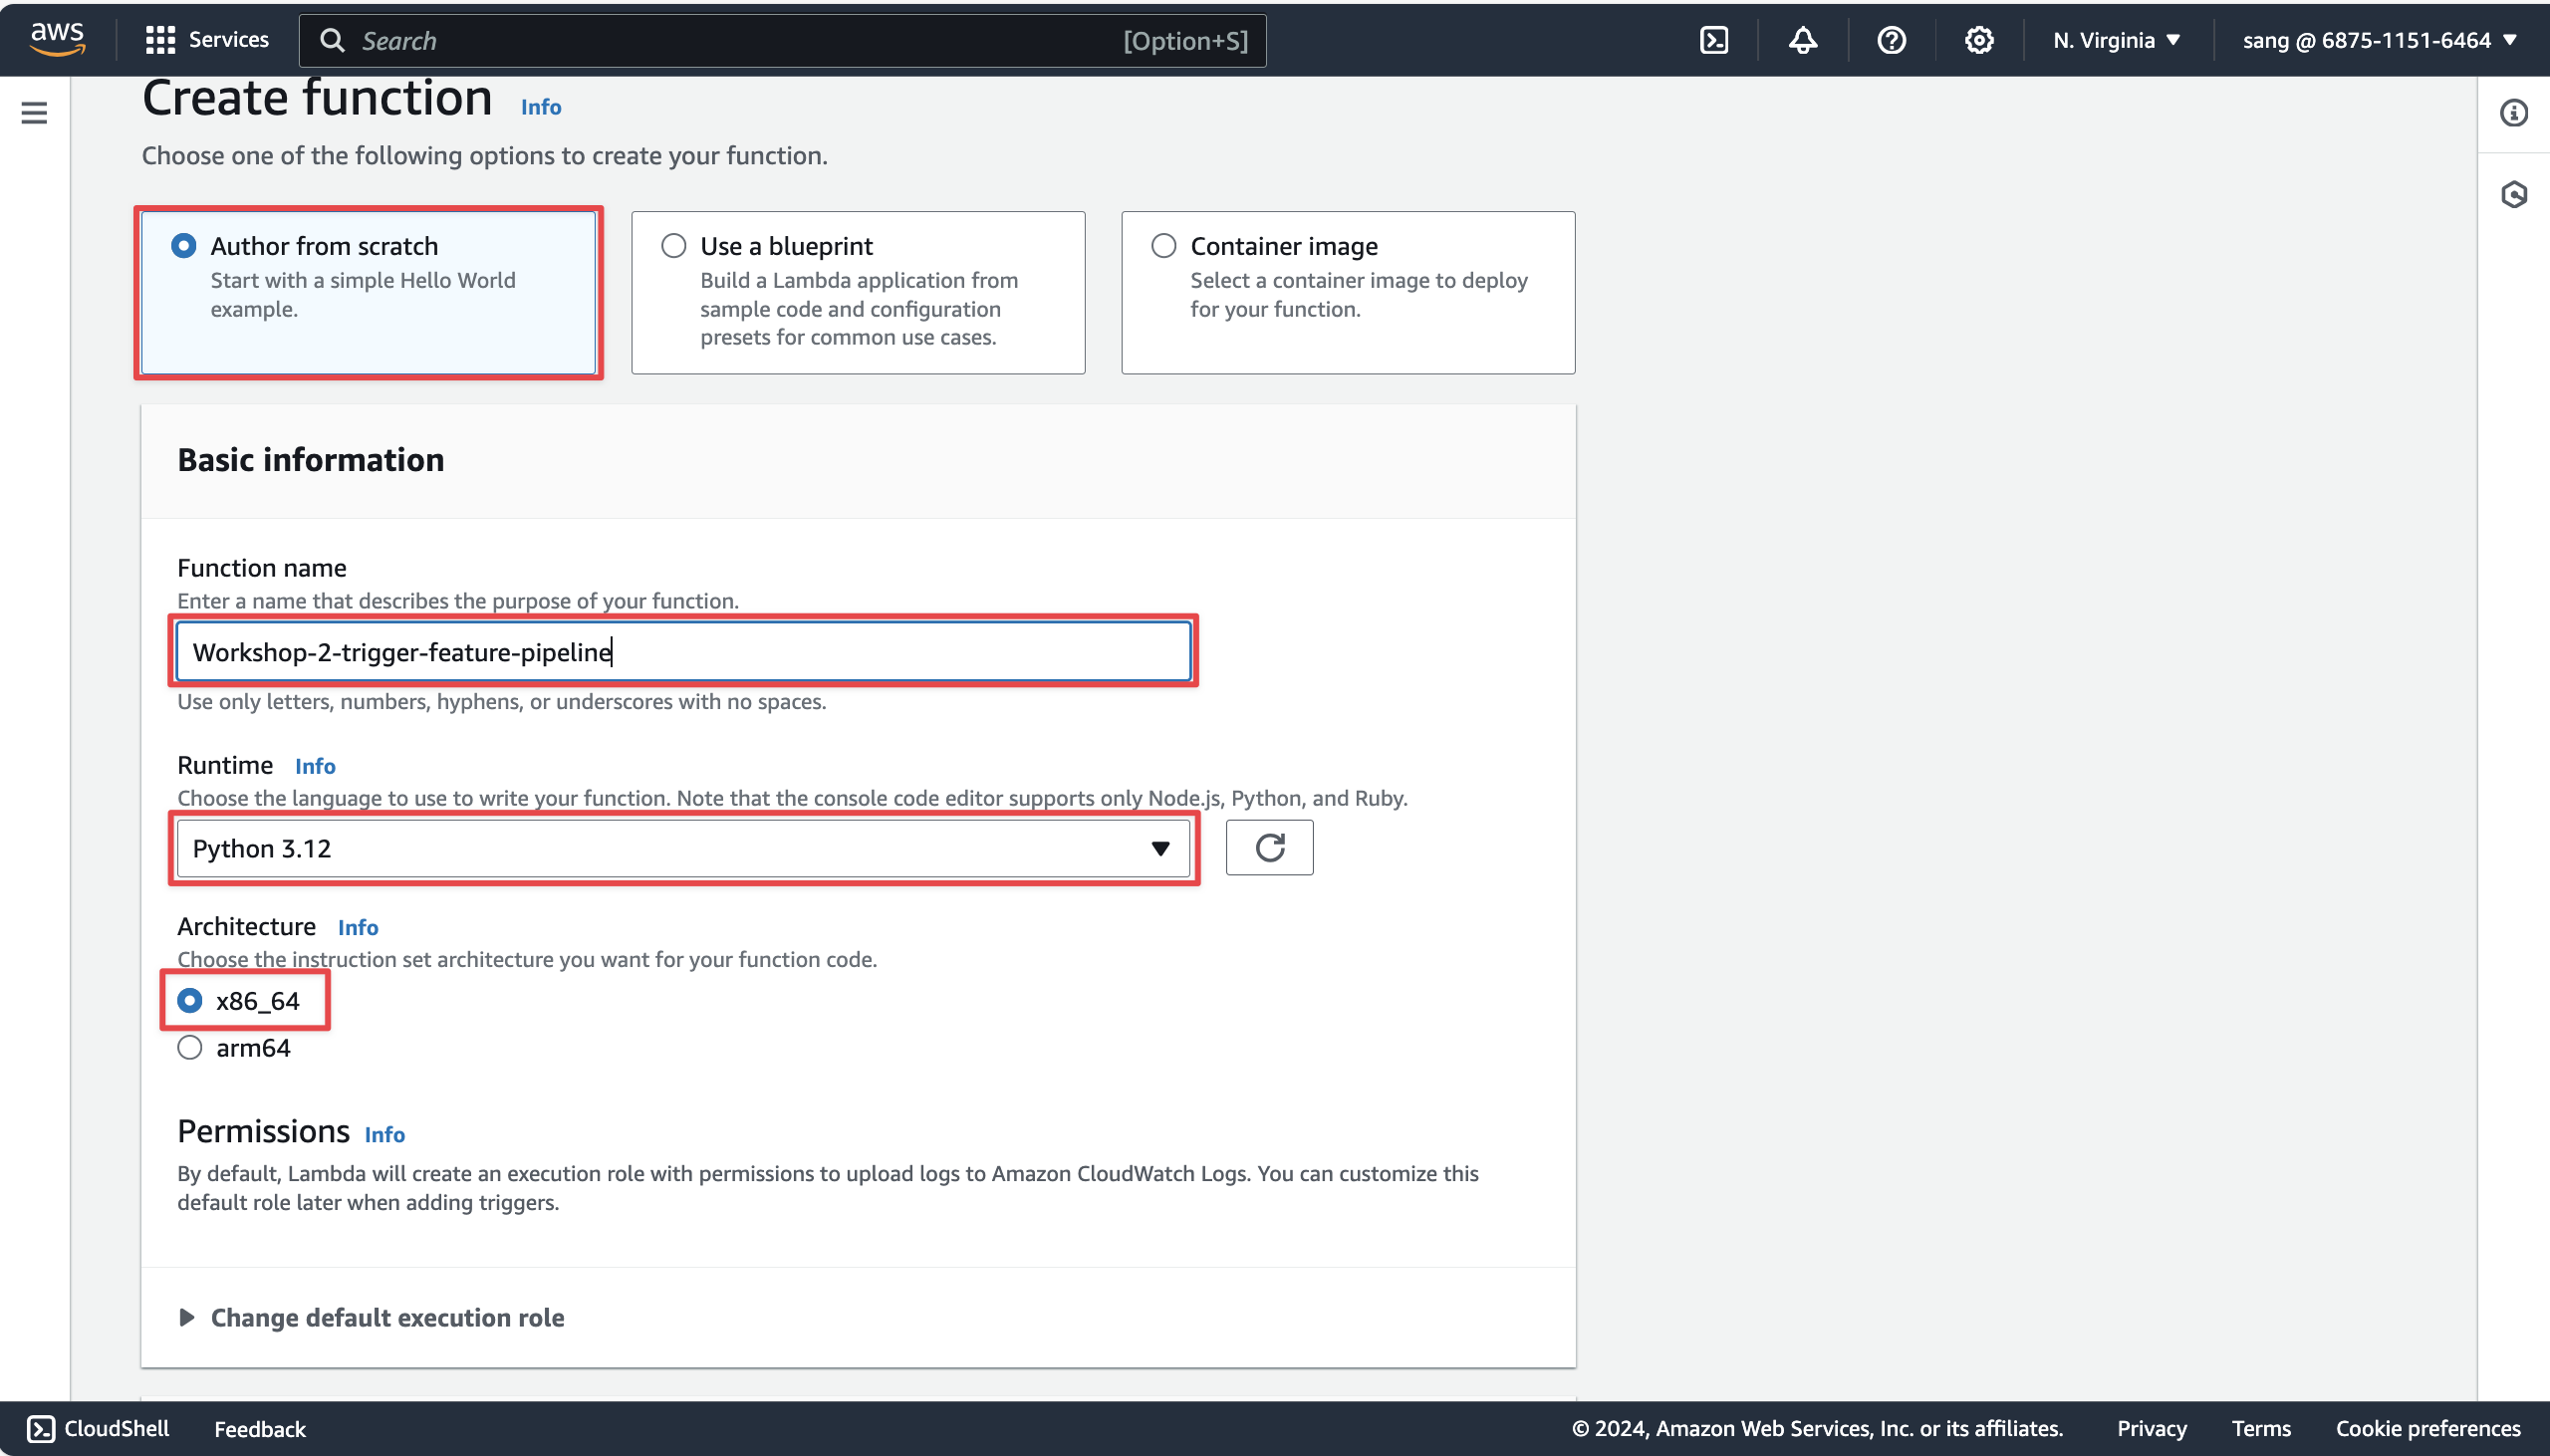 aws
Services
Search
[Option+S]
N. Virginia
sang @ 6875-1151-6464
Create function Info
Choose one of the following options to create your function.
Author from scratch
Start with a simple Hello World
example.
Use a blueprint
Build a Lambda application from
sample code and configuration
presets for common use cases.
Container image
Select a container image to deploy
for your function.
Basic information
Function name
Enter a name that describes the purpose of your function.
Workshop-2-trigger-feature-pipeline
Use only letters, numbers, hyphens, or underscores with no spaces.
Runtime Info
Choose the language to use to write your function. Note that the console code editor supports only Node.js, Python, and Ruby.
Python 3.12
Architecture Info
Choose the instruction set architecture you want for your function code.
x86_64
arm64
Permissions Info
By default, Lambda will create an execution role with permissions to upload logs to Amazon CloudWatch Logs. You can customize this
default role later when adding triggers.
Change default execution role
CloudShell
Feedback
© 2024, Amazon Web Services, Inc. or its affiliates.
Privacy
Terms
Cookie preferences